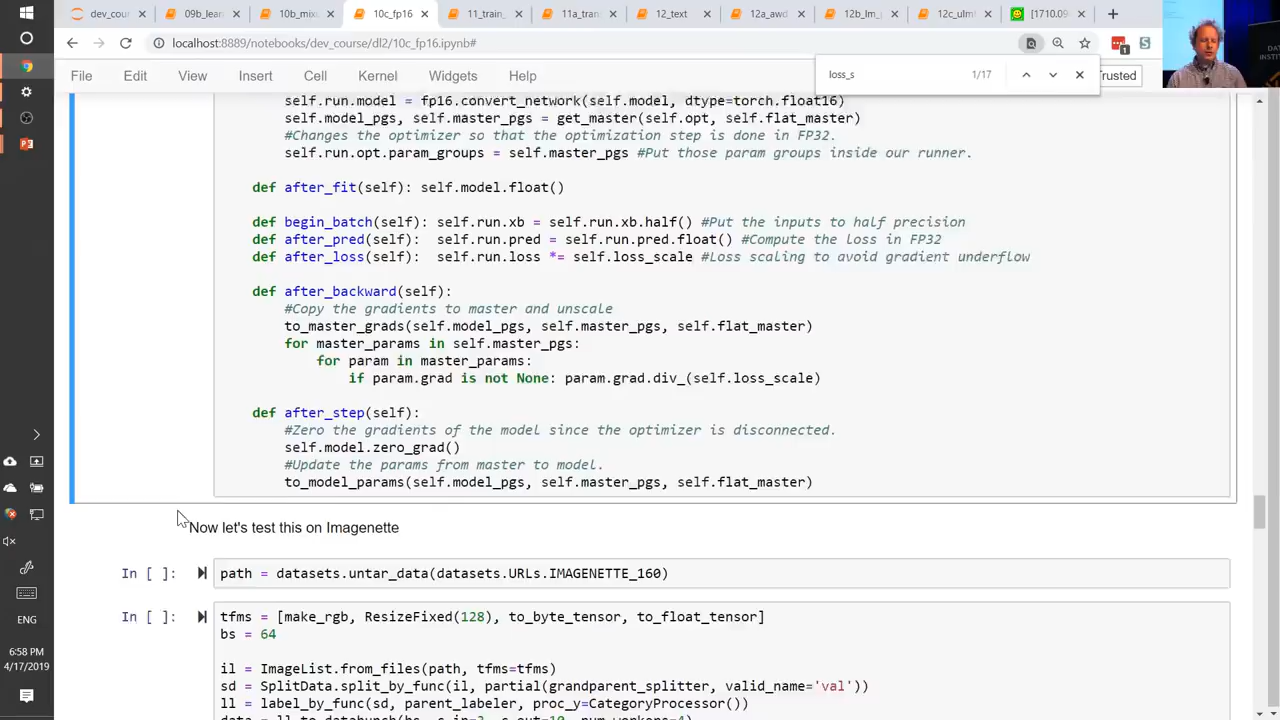 dev_cou
09b_learn
10b_mix
10c_fp16
11_train_
11a_trans
12_text
12a_awd
12b_lm_
12c_ulmf
[1710.09
localhost:8889/notebooks/dev_course/dl2/10c_fp16.ipynb#
File Edit View Insert Cell Kernel Widgets Help
loss_s 1/17
Trusted
self.run.model = fp16.convert_network(self.model, dtype=torch.float16)
self.model_pgs, self.master_pgs = get_master(self.opt, self.flat_master)
#Changes the optimizer so that the optimization step is done in FP32.
self.run.opt.param_groups = self.master_pgs #Put those param groups inside our runner.
def after_fit(self): self.model.float()
def begin_batch(self): self.run.xb = self.run.xb.half() #Put the inputs to half precision
def after_pred(self): self.run.pred = self.run.pred.float() #Compute the loss in FP32
def after_loss(self): self.run.loss *= self.loss_scale #Loss scaling to avoid gradient underflow
def after_backward(self):
#Copy the gradients to master and unscale
to_master_grads(self.model_pgs, self.master_pgs, self.flat_master)
for master_params in self.master_pgs:
for param in master_params:
if param.grad is not None: param.grad.div_(self.loss_scale)
def after_step(self):
#Zero the gradients of the model since the optimizer is disconnected.
self.model.zero_grad()
#Update the params from master to model.
to_model_params(self.model_pgs, self.master_pgs, self.flat_master)
Now let's test this on Imagenette
In [ ]: path = datasets.untar_data(datasets.URLs.IMAGENETTE_160)
In [ ]: tfms = [make_rgb, ResizeFixed(128), to_byte_tensor, to_float_tensor]
bs = 64
il = ImageList.from_files(path, tfms=tfms)
sd = SplitData.split_by_func(il, partial(grandparent_splitter, valid_name='val'))
ll = label_by_func(sd, parent_labeler, proc_y=CategoryProcessor())
ENG
6:58 PM
4/17/2019